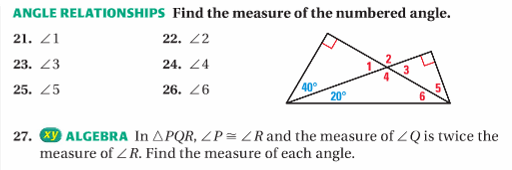 ANGLE RELATIONSHIPS Find the measure of the numbered angle.
21. ∠1 22. ∠2
23. ∠3 24. ∠4
25. ∠5 26. ∠6
2
1 3
4
40° 5
20° 6
27. xy ALGEBRA In △PQR, ∠P ≅ ∠R and the measure of ∠Q is twice the
measure of ∠R. Find the measure of each angle.